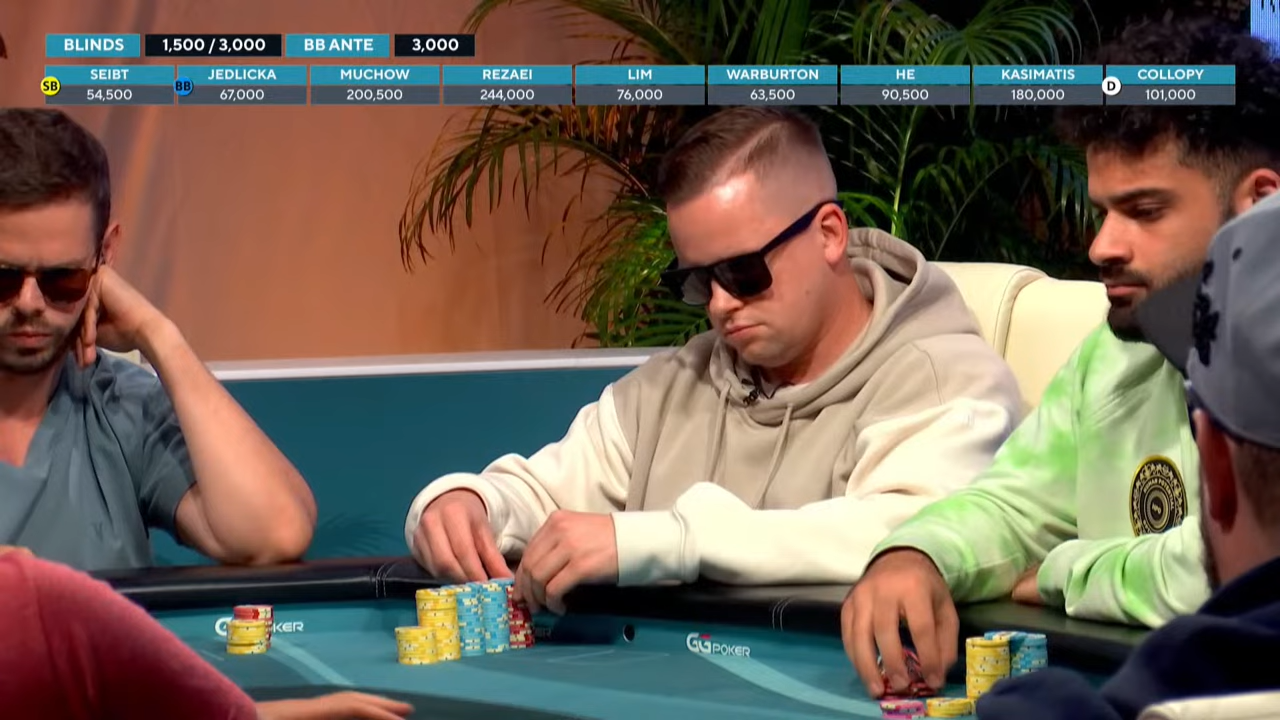 BLINDS 1,500 / 3,000 BB ANTE 3,000
SEIBT JEDLICKA MUCHOW REZAEI LIM WARBURTON HE KASIMATIS COLLOPY
SB 54,500 BB 67,000 200,500 244,000 76,000 63,500 90,500 180,000 D 101,000
GGPOKER